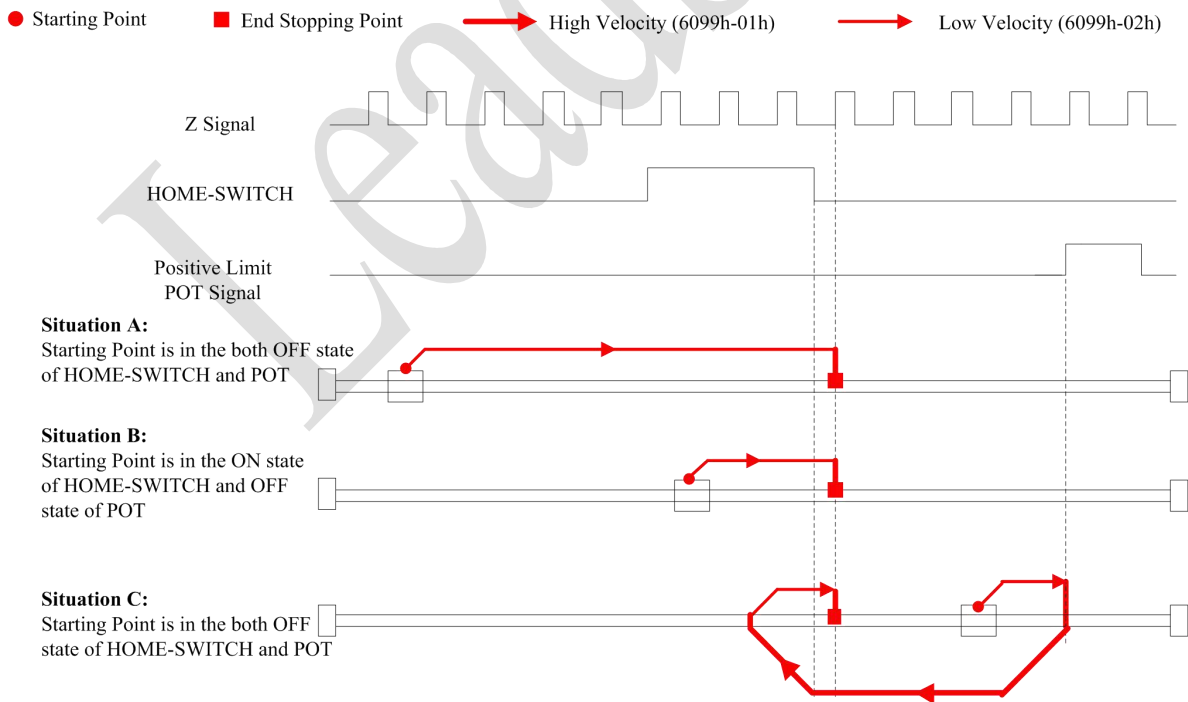 Starting Point
End Stopping Point
High Velocity (6099h-01h)
Low Velocity (6099h-02h)
Z Signal
HOME-SWITCH
Positive Limit
POT Signal
Situation A:
Starting Point is in the both OFF state
of HOME-SWITCH and POT
Situation B:
Starting Point is in the ON state
of HOME-SWITCH and OFF
state of POT
Situation C:
Starting Point is in the both OFF
state of HOME-SWITCH and POT